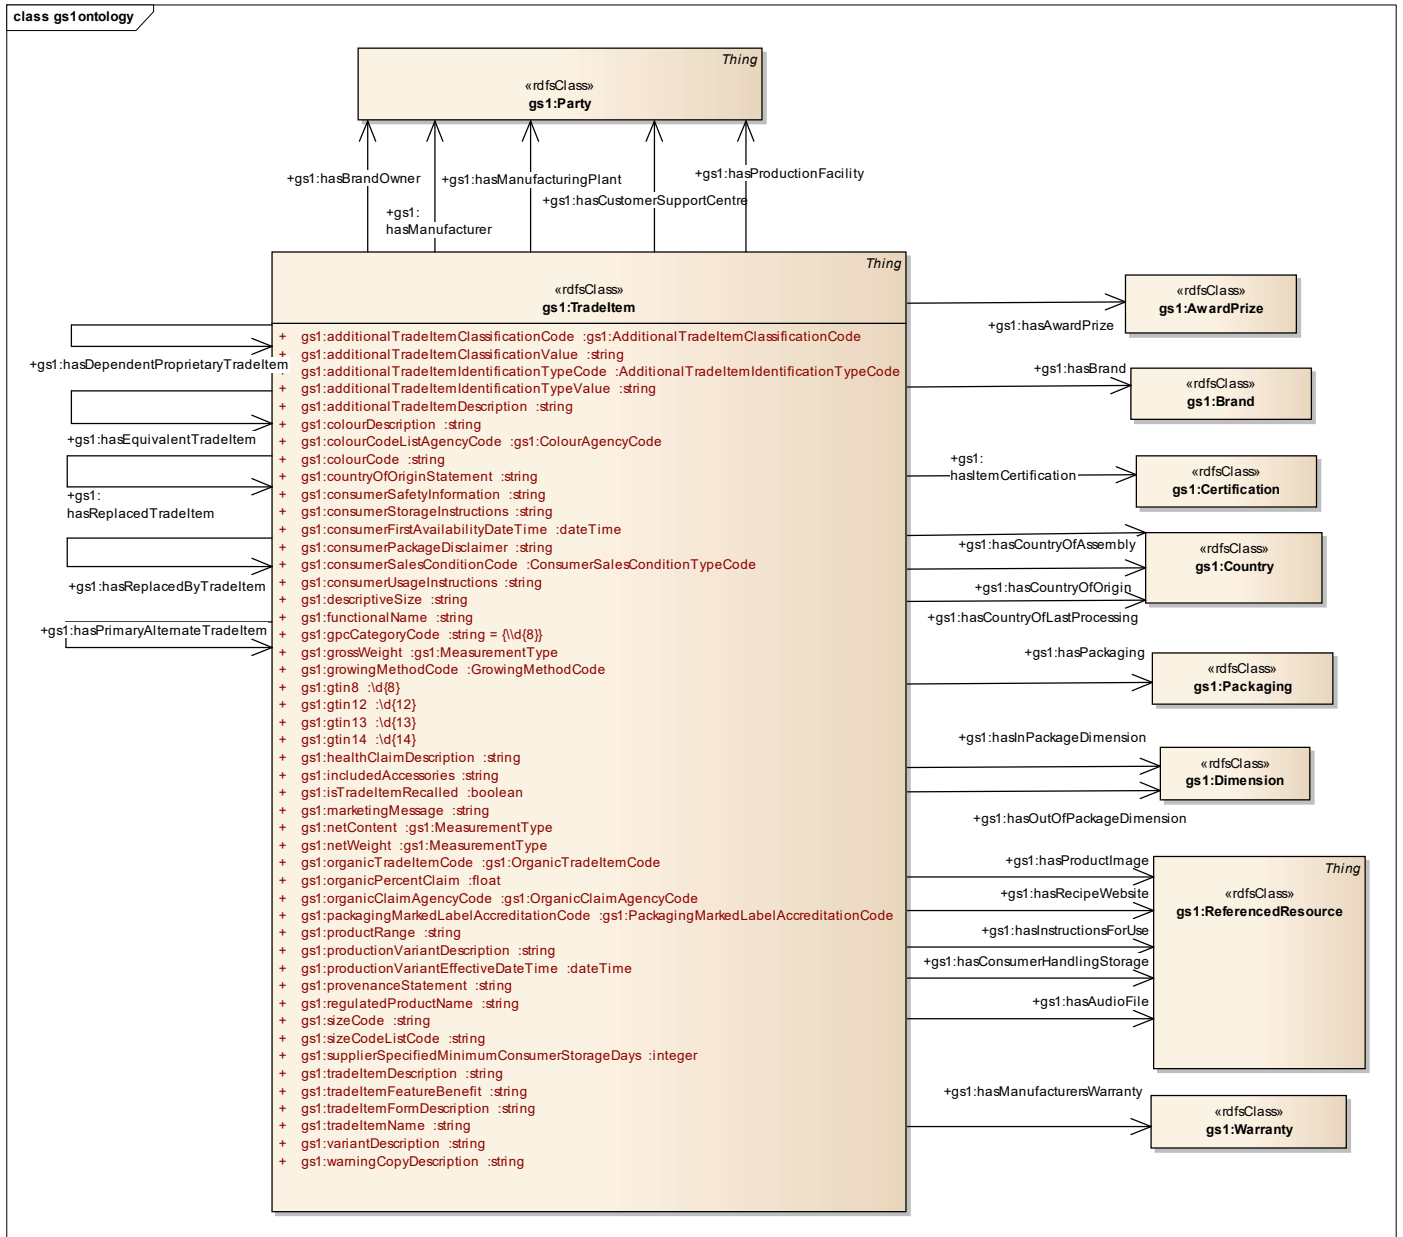 class gs1ontology
Thing
«rdfsClass»
gs1:Party
+gs1:hasBrandOwner
+gs1:
hasManufacturer
+gs1:hasManufacturingPlant
+gs1:hasCustomerSupportCentre
+gs1:hasProductionFacility
Thing
«rdfsClass»
gs1:TradeItem
+ gs1:additionalTradeItemClassificationCode :gs1:AdditionalTradeItemClassificationCode
+ gs1:additionalTradeItemClassificationValue :string
+ gs1:additionalTradeItemIdentificationTypeCode :AdditionalTradeItemIdentificationTypeCode
+ gs1:additionalTradeItemIdentificationTypeValue :string
+ gs1:additionalTradeItemDescription :string
+ gs1:colourDescription :string
+ gs1:colourCodeListAgencyCode :gs1:ColourAgencyCode
+ gs1:colourCode :string
+ gs1:countryOfOriginStatement :string
+ gs1:consumerSafetyInformation :string
+ gs1:consumerStorageInstructions :string
+ gs1:consumerFirstAvailabilityDateTime :dateTime
+ gs1:consumerPackageDisclaimer :string
+ gs1:consumerSalesConditionCode :ConsumerSalesConditionTypeCode
+ gs1:consumerUsageInstructions :string
+ gs1:descriptiveSize :string
+ gs1:functionalName :string
+ gs1:gpcCategoryCode :string = {\\d{8}}
+ gs1:grossWeight :gs1:MeasurementType
+ gs1:growingMethodCode :GrowingMethodCode
+ gs1:gtin8 :\d{8}
+ gs1:gtin12 :\d{12}
+ gs1:gtin13 :\d{13}
+ gs1:gtin14 :\d{14}
+ gs1:healthClaimDescription :string
+ gs1:includedAccessories :string
+ gs1:isTradeItemRecalled :boolean
+ gs1:marketingMessage :string
+ gs1:netContent :gs1:MeasurementType
+ gs1:netWeight :gs1:MeasurementType
+ gs1:organicTradeItemCode :gs1:OrganicTradeItemCode
+ gs1:organicPercentClaim :float
+ gs1:organicClaimAgencyCode :gs1:OrganicClaimAgencyCode
+ gs1:packagingMarkedLabelAccreditationCode :gs1:PackagingMarkedLabelAccreditationCode
+ gs1:productRange :string
+ gs1:productionVariantDescription :string
+ gs1:productionVariantEffectiveDateTime :dateTime
+ gs1:provenanceStatement :string
+ gs1:regulatedProductName :string
+ gs1:sizeCode :string
+ gs1:sizeCodeListCode :string
+ gs1:supplierSpecifiedMinimumConsumerStorageDays :integer
+ gs1:tradeItemDescription :string
+ gs1:tradeItemFeatureBenefit :string
+ gs1:tradeItemFormDescription :string
+ gs1:tradeItemName :string
+ gs1:variantDescription :string
+ gs1:warningCopyDescription :string
+gs1:hasDependentProprietaryTradeItem
+gs1:hasEquivalentTradeItem
+gs1:
hasReplacedTradeItem
+gs1:hasReplacedByTradeItem
+gs1:hasPrimaryAlternateTradeItem
+gs1:hasAwardPrize
«rdfsClass»
gs1:AwardPrize
+gs1:hasBrand
«rdfsClass»
gs1:Brand
+gs1:
hasItemCertification
«rdfsClass»
gs1:Certification
+gs1:hasCountryOfAssembly
+gs1:hasCountryOfOrigin
+gs1:hasCountryOfLastProcessing
«rdfsClass»
gs1:Country
+gs1:hasPackaging
«rdfsClass»
gs1:Packaging
+gs1:hasInPackageDimension
+gs1:hasOutOfPackageDimension
«rdfsClass»
gs1:Dimension
+gs1:hasProductImage
+gs1:hasRecipeWebsite
+gs1:hasInstructionsForUse
+gs1:hasConsumerHandlingStorage
+gs1:hasAudioFile
Thing
«rdfsClass»
gs1:ReferencedResource
+gs1:hasManufacturersWarranty
«rdfsClass»
gs1:Warranty